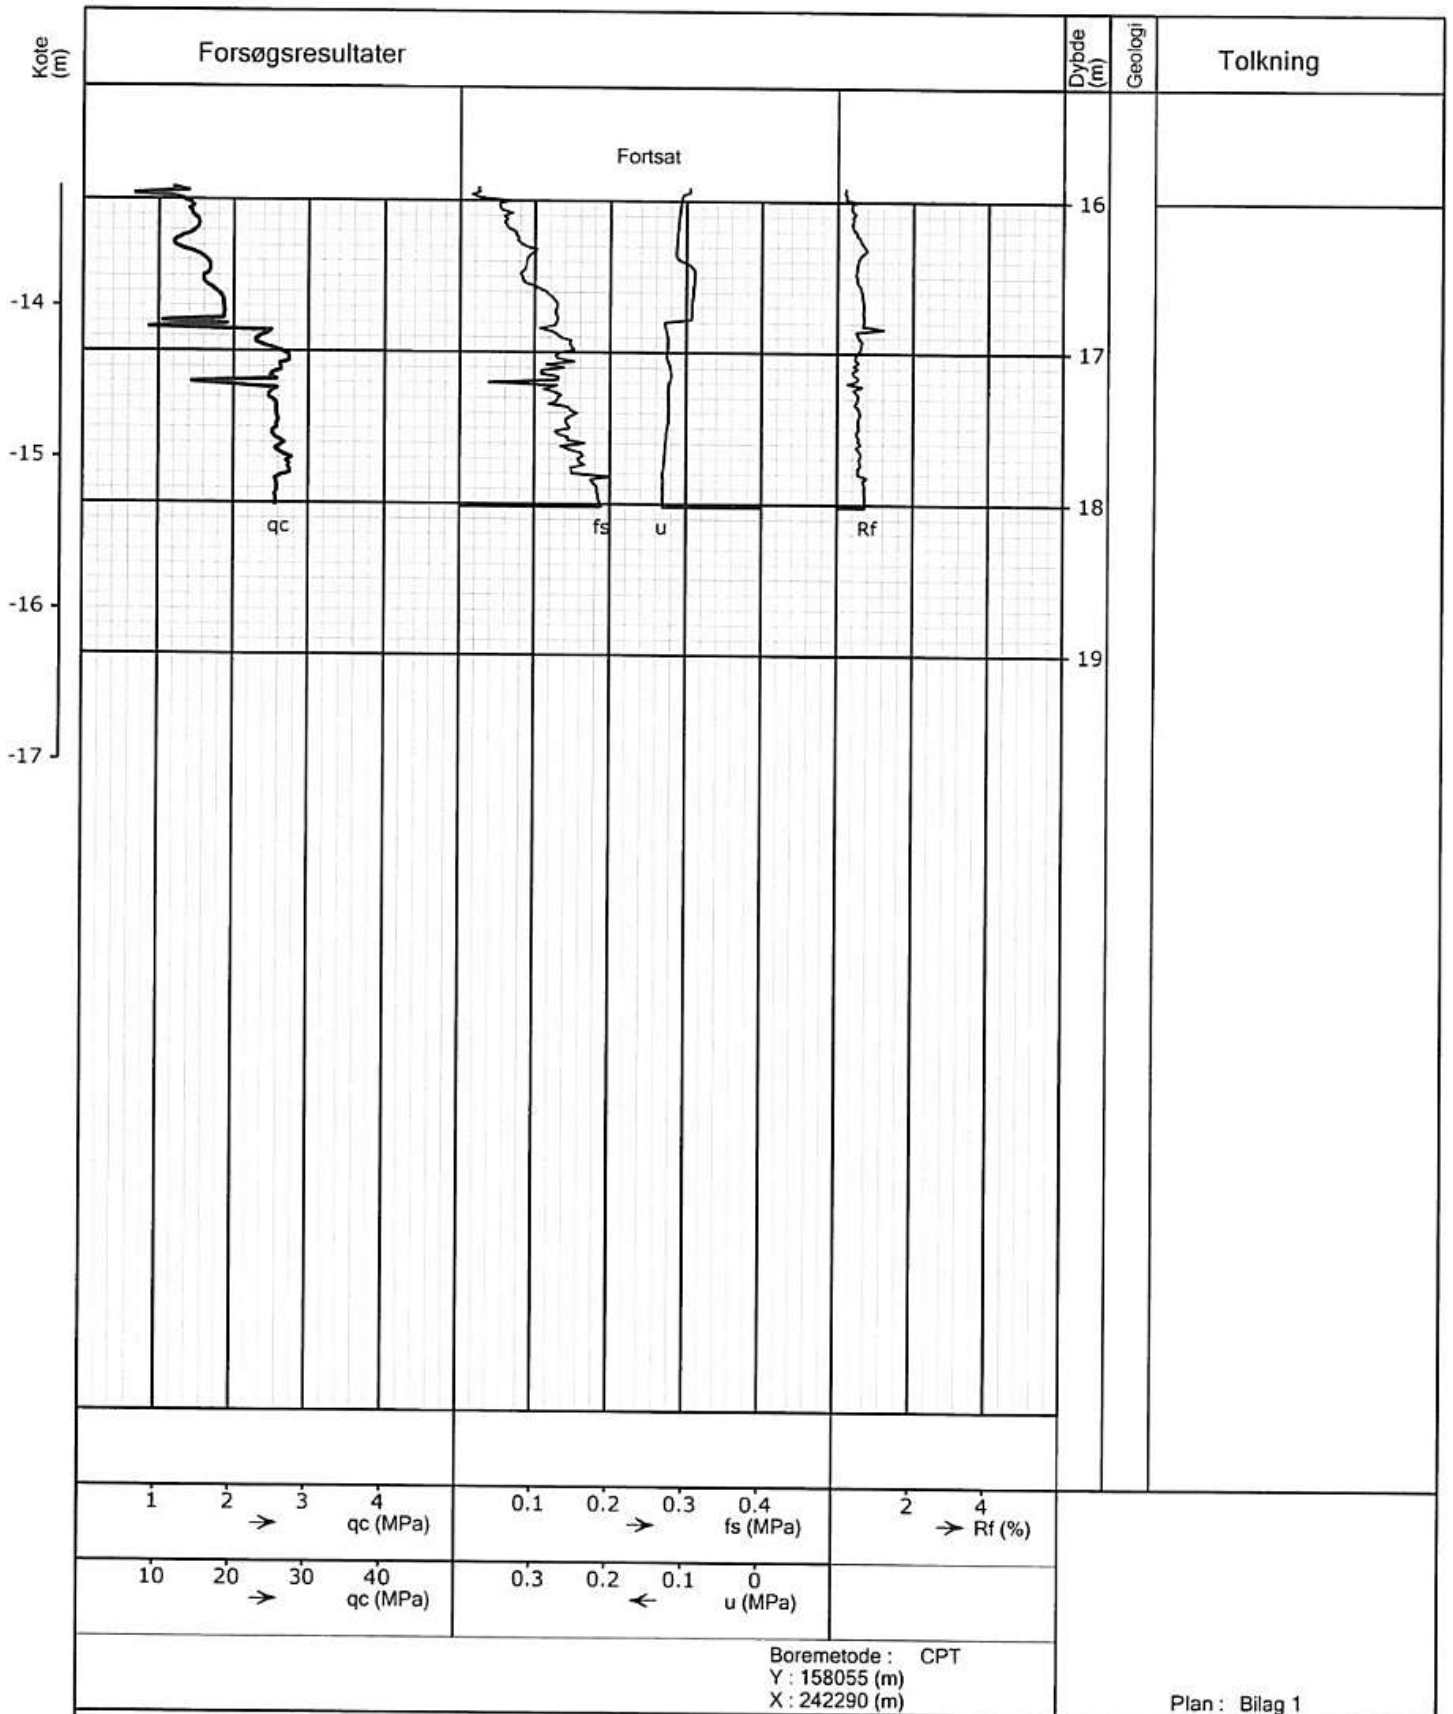 Kote
(m)
Forsøgsresultater
Dybde
(m)
Geologi
Tolkning
Fortsat
16
-14
17
-15
18
qc
fs
u
Rf
-16
19
-17
1 2 3 4
qc (MPa)
0.1 0.2 0.3 0.4
fs (MPa)
2 4
Rf (%)
10 20 30 40
qc (MPa)
0.3 0.2 0.1 0
u (MPa)
Boremetode : CPT
Y : 158055 (m)
X : 242290 (m)
Plan : Bilag 1